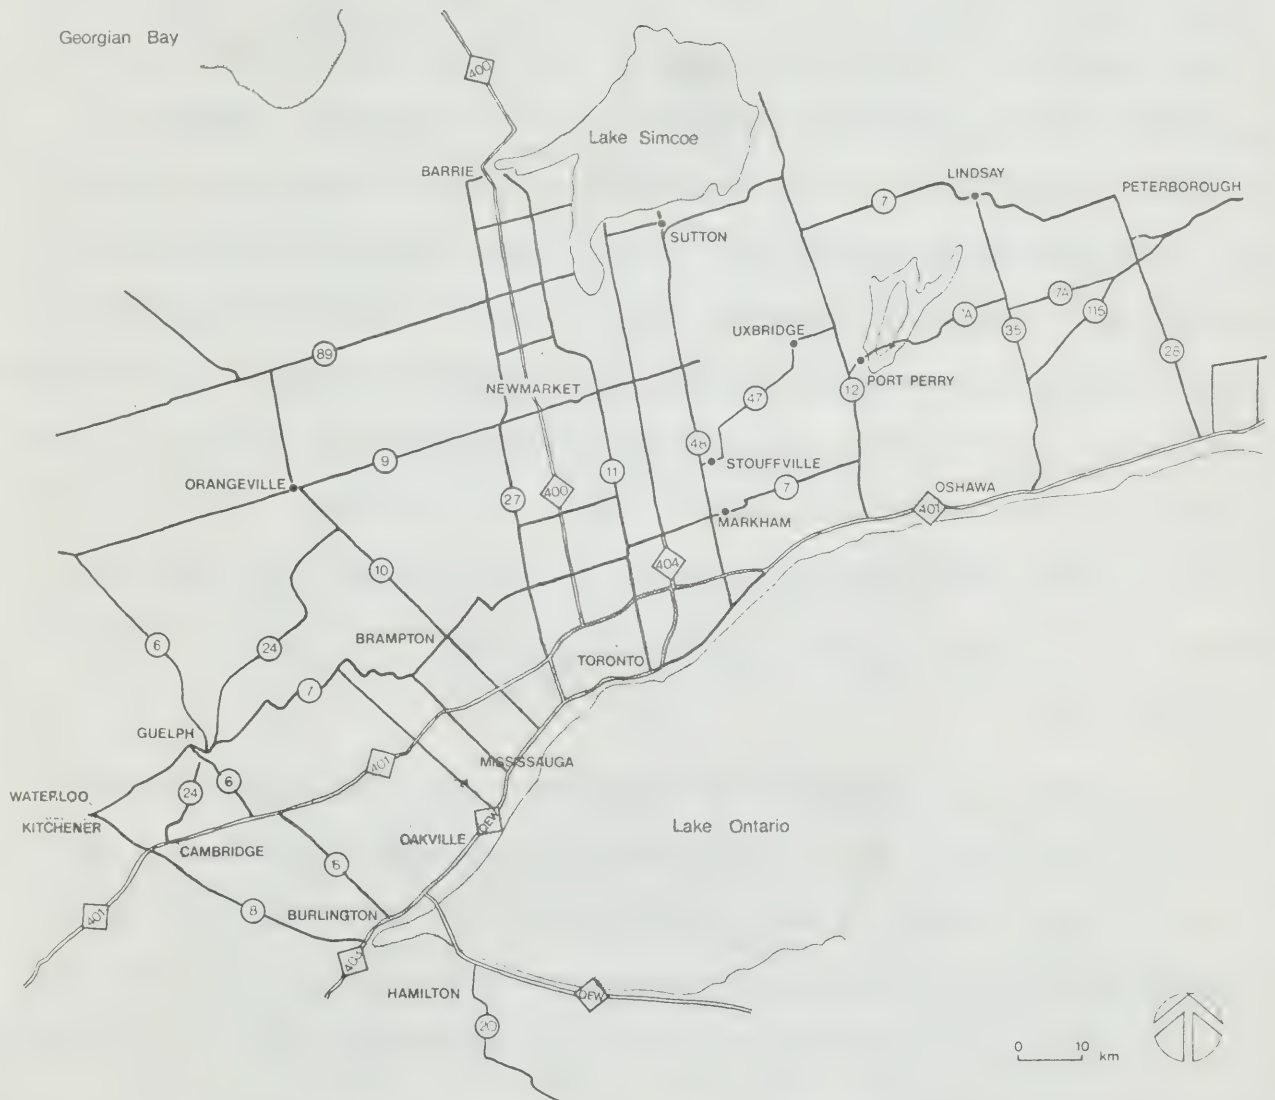 Georgian Bay
400
Lake Simcoe
BARRIE
LINDSAY
PETERBOROUGH
7
SUTTON
7A
7A
115
35
28
UXBRIDGE
89
PORT PERRY
NEWMARKET
12
47
48
9
STOUFFVILLE
11
ORANGEVILLE
7
OSHAWA
400
27
401
MARKHAM
404
10
BRAMPTON
6
24
TORONTO
7
GUELPH
401
MISSISSAUGA
6
24
WATERLOO
KITCHENER
QEW
Lake Ontario
OAKVILLE
CAMBRIDGE
6
8
BURLINGTON
401
403
HAMILTON
QEW
20
0 10 km